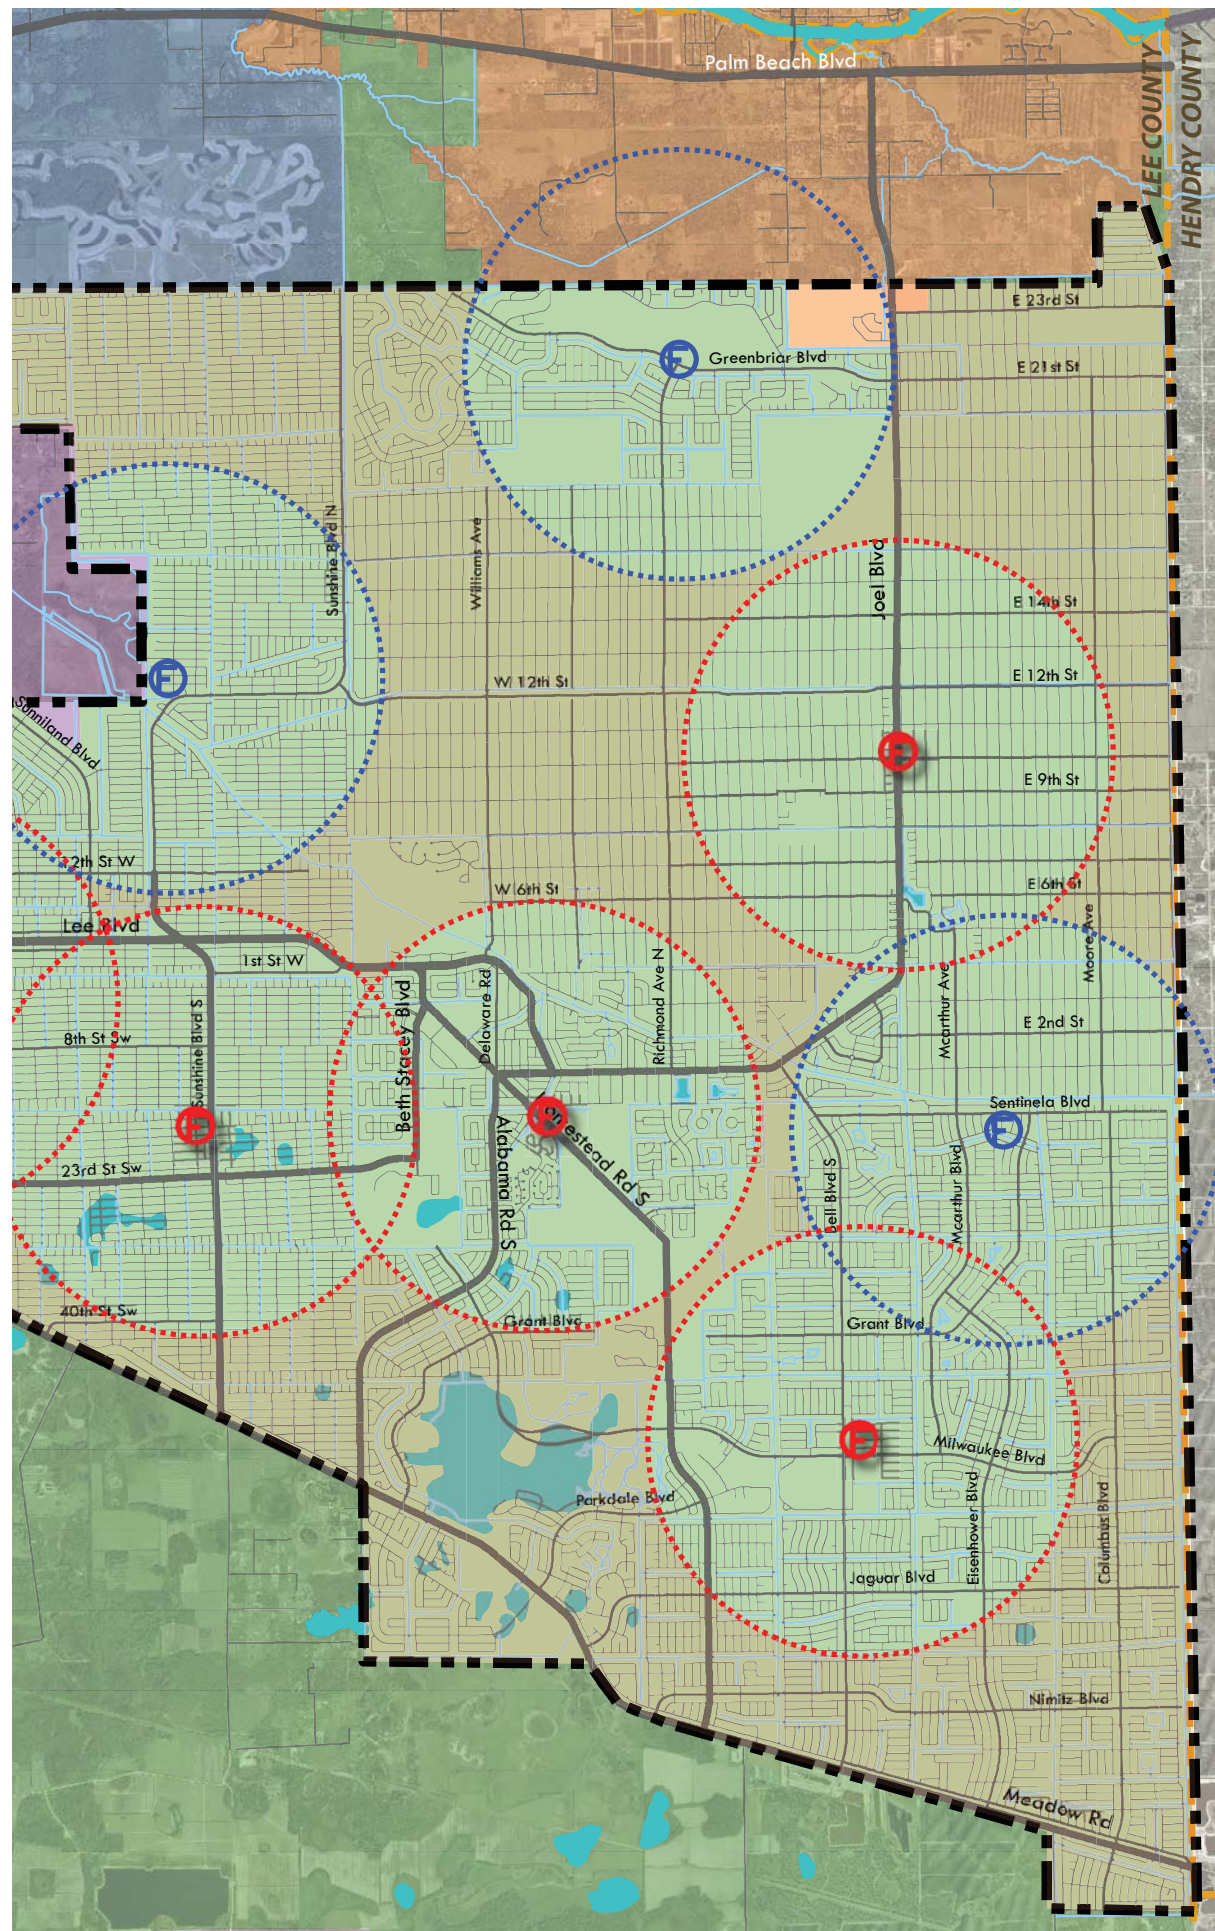 Palm Beach Blvd
LEE COUNTY
HENDRY COUNTY
E 23rd St
F
Greenbriar Blvd
E 21st St
Sunshine Blvd N
Williams Ave
Joel Blvd
E 14th St
F
W 12th St
E 12th St
Sunniland Blvd
F
E 9th St
12th St W
W 6th St
E 6th St
Lee Blvd
1st St W
Richmond Ave N
Moore Ave
Delaware Rd
Beth Stacey Blvd
Mcarthur Ave
8th St Sw
Sunshine Blvd S
E 2nd St
F
F
Sentinela Blvd
F
Homestead Rd S
Alabama Rd S
23rd St Sw
Bell Blvd S
Mcarthur Blvd
40th St Sw
Grant Blvd
Grant Blvd
F
Milwaukee Blvd
Parkdale Blvd
Eisenhower Blvd
Columbus Blvd
Jaguar Blvd
Nimitz Blvd
Meadow Rd